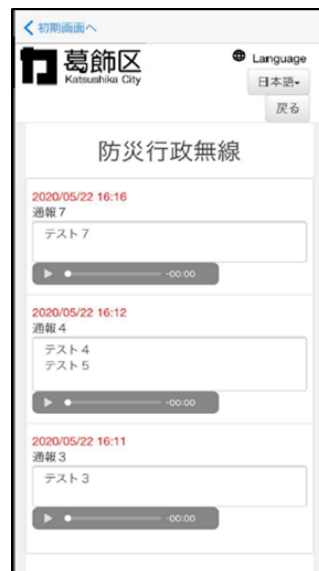 初期画面へ
葛飾区
Katsushika City
Language
日本語
戻る
防災行政無線
2020/05/22 16:16
通報7
テスト7
-00:00
2020/05/22 16:12
通報4
テスト4
テスト5
-00:00
2020/05/22 16:11
通報3
テスト3
-00:00